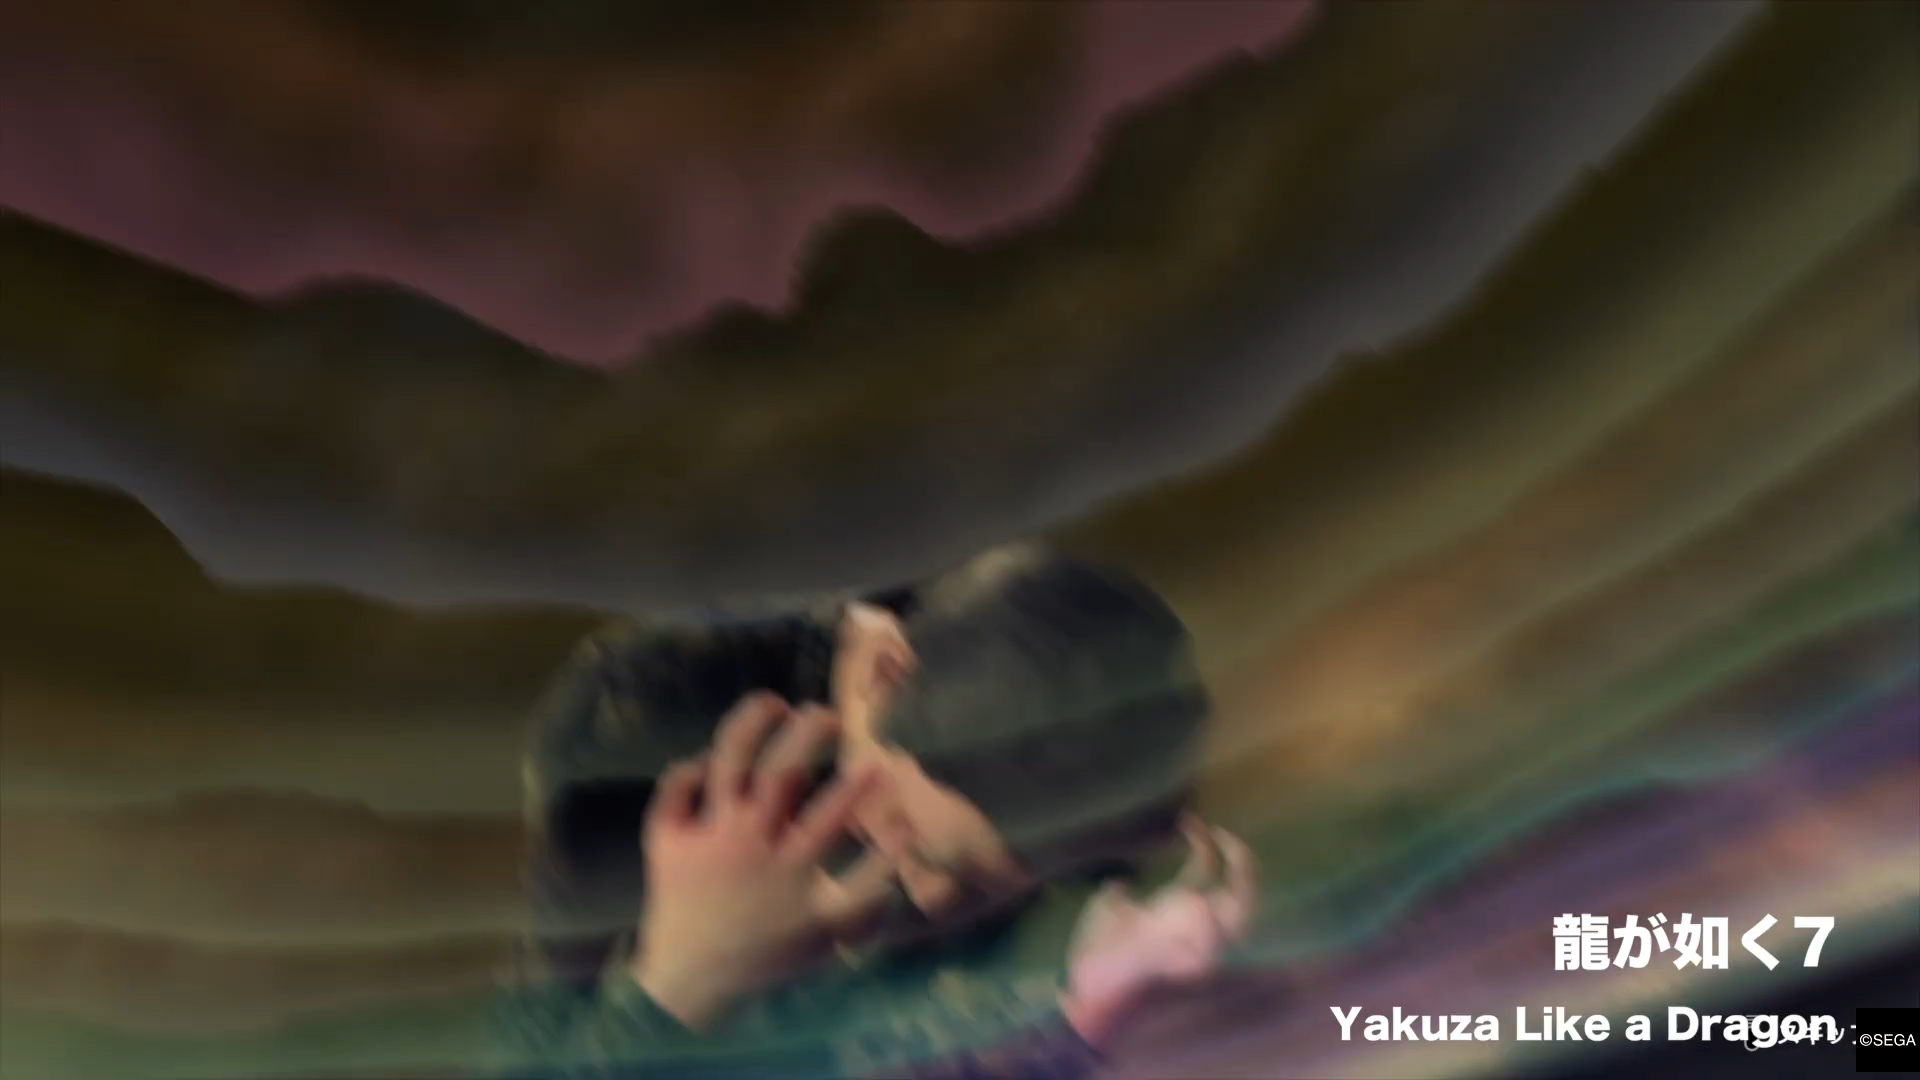 龍が如く7
Yakuza Like a Dragon
©SEGA